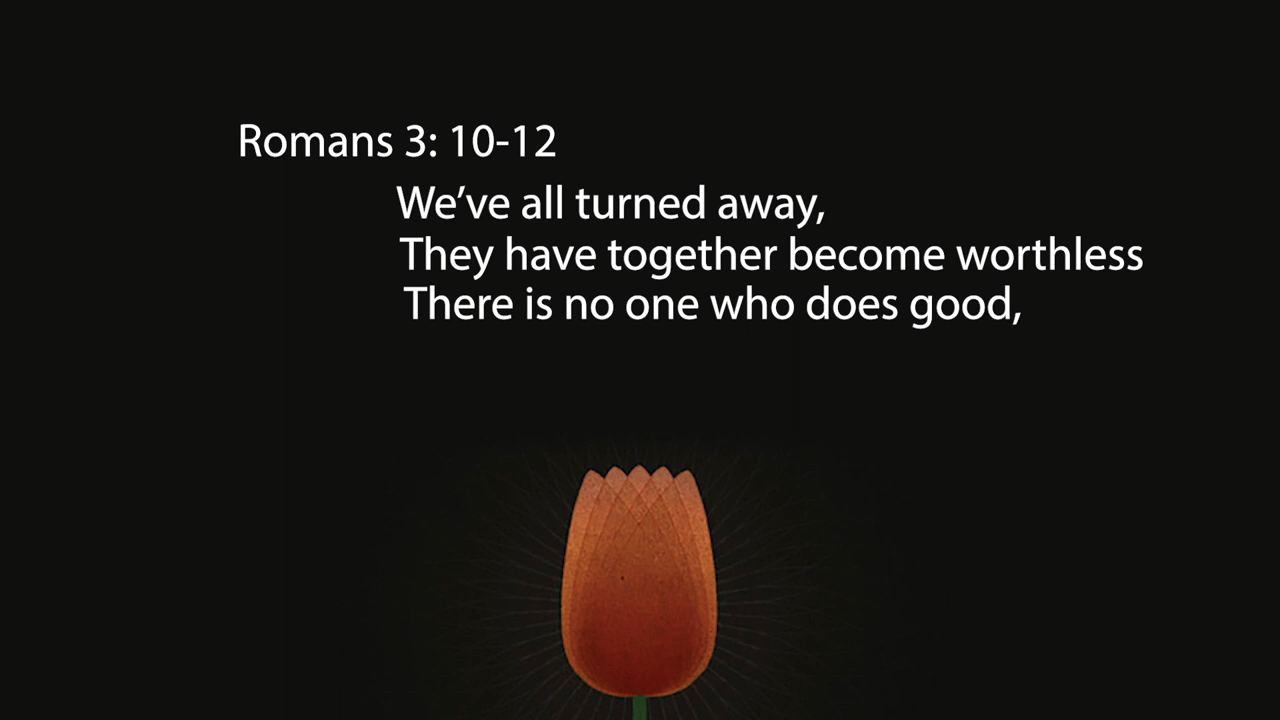 Romans 3: 10-12
We’ve all turned away,
They have together become worthless
There is no one who does good,